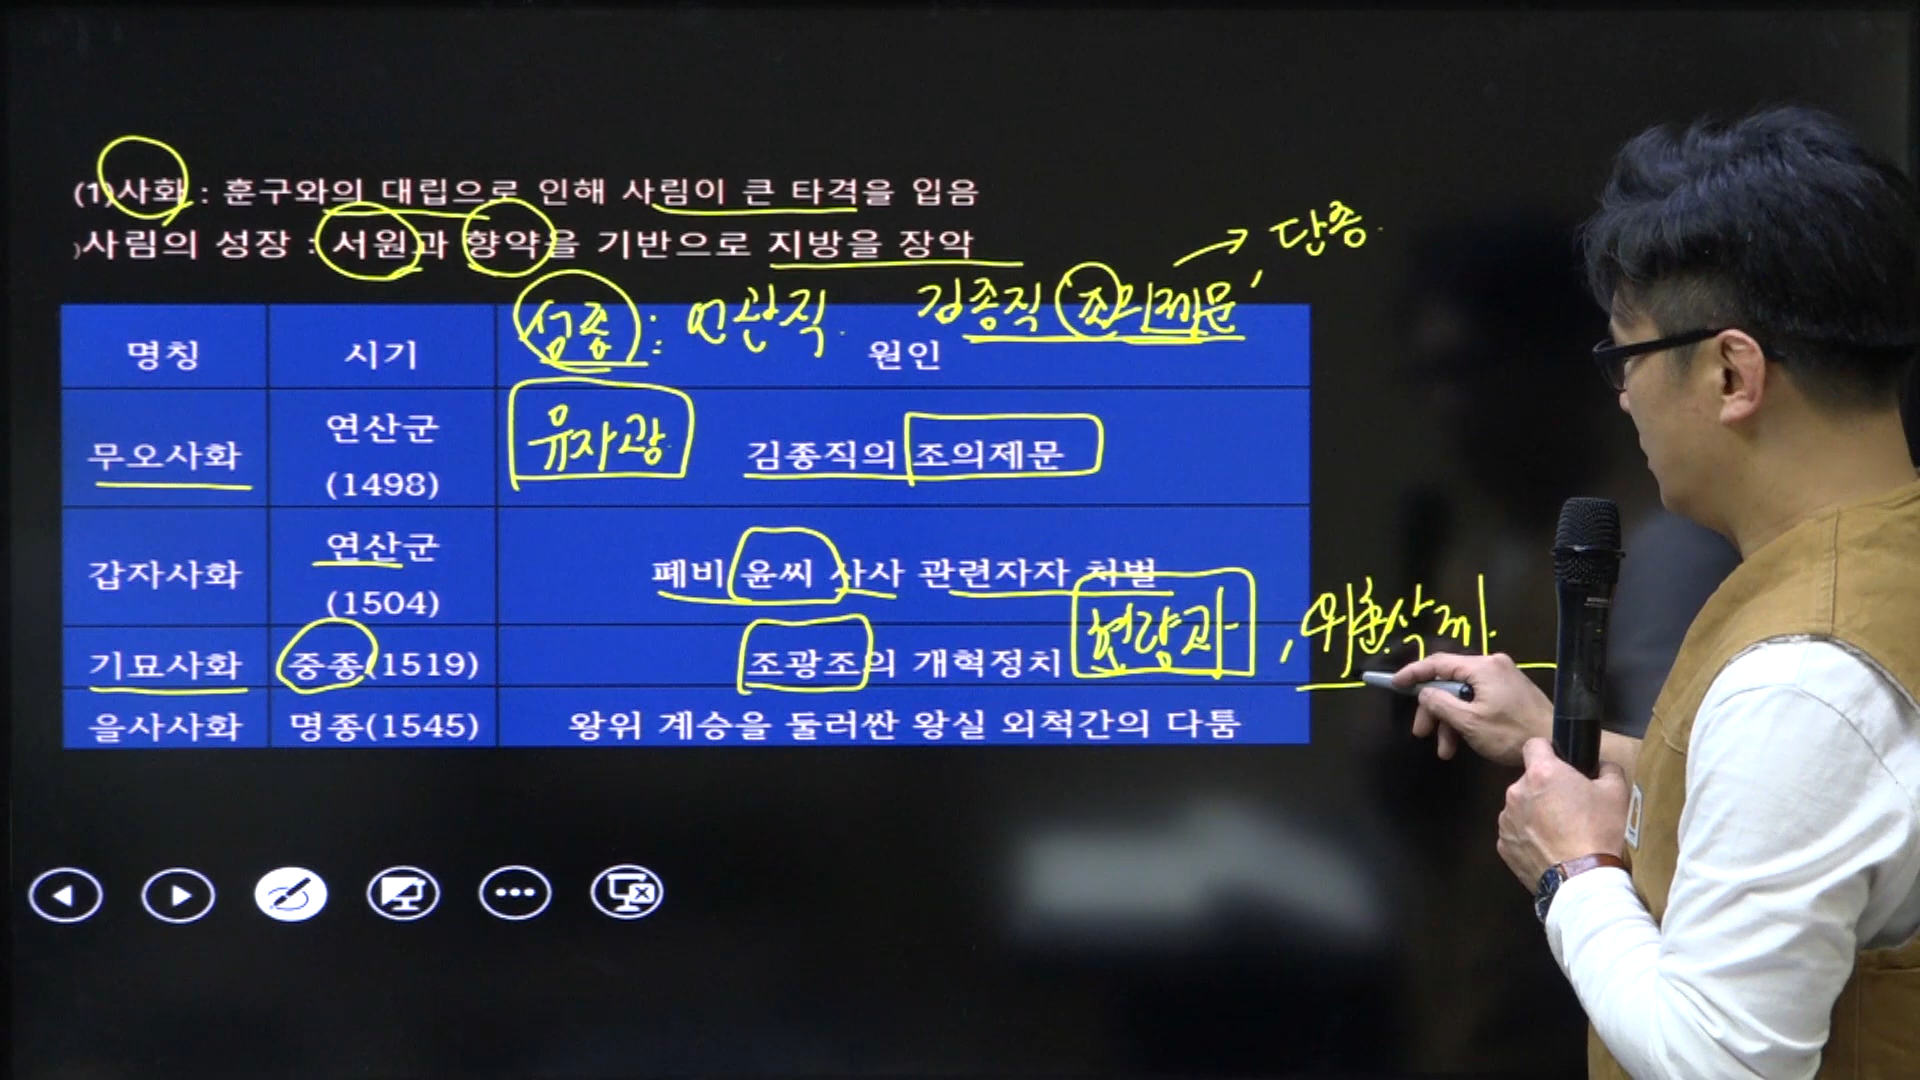 (1)사화 : 훈구와의 대립으로 인해 사림이 큰 타격을 입음
)사림의 성장 : 서원과 향약을 기반으로 지방을 장악
단종
성종 : 언관직 김종직 조의제문
명칭 시기 원인
무오사화 연산군 (1498) 유자광 김종직의 조의제문
갑자사화 연산군 (1504) 폐비 윤씨 사사 관련자자 처벌
기묘사화 중종(1519) 조광조의 개혁정치 현량과 , 위훈삭제
을사사화 명종(1545) 왕위 계승을 둘러싼 왕실 외척간의 다툼